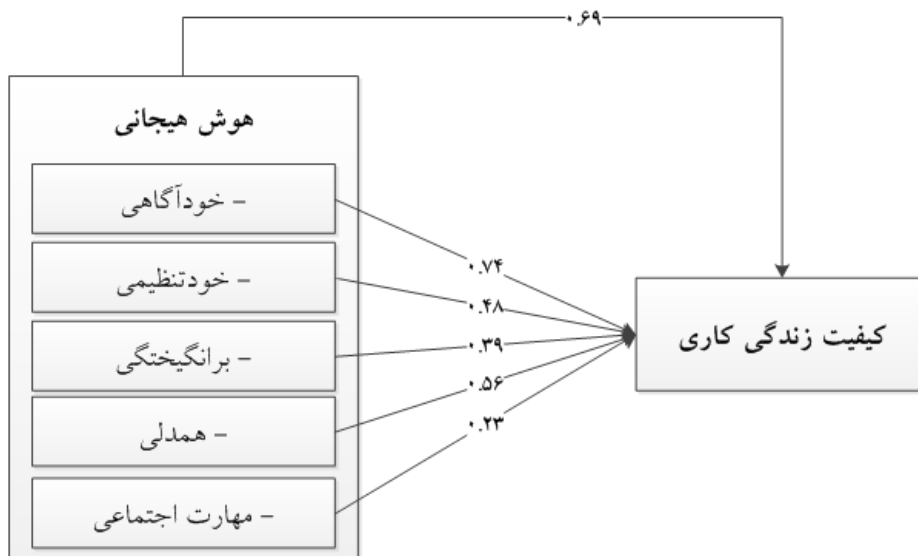 ۰.۶۹
هوش هیجانی
- خودآگاهی
- خودتنظیمی
- برانگیختگی
- همدلی
- مهارت اجتماعی
۰.۷۴
۰.۴۸
۰.۳۹
۰.۵۶
۰.۲۳
کیفیت زندگی کاری